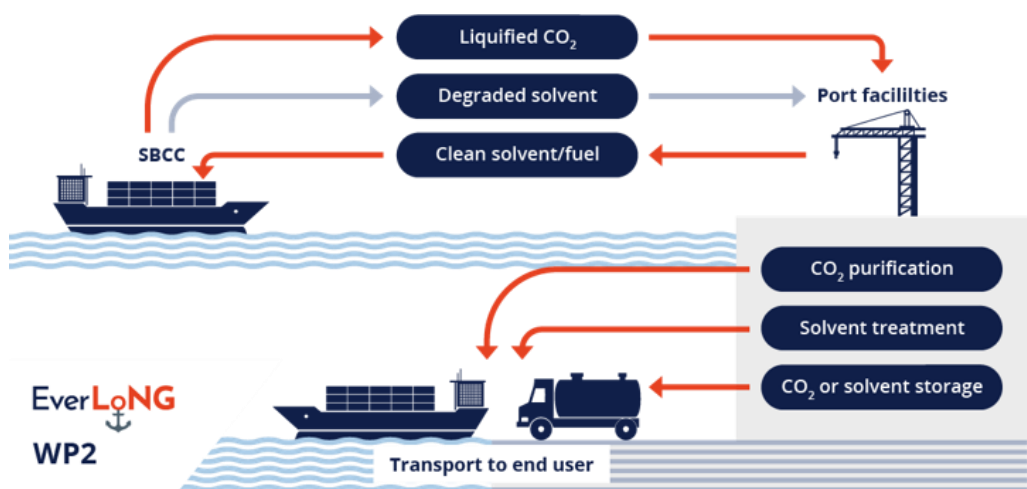 Liquified CO₂
Degraded solvent
Port facililties
SBCC
Clean solvent/fuel
CO₂ purification
Solvent treatment
CO₂ or solvent storage
EverLoNG
WP2
Transport to end user